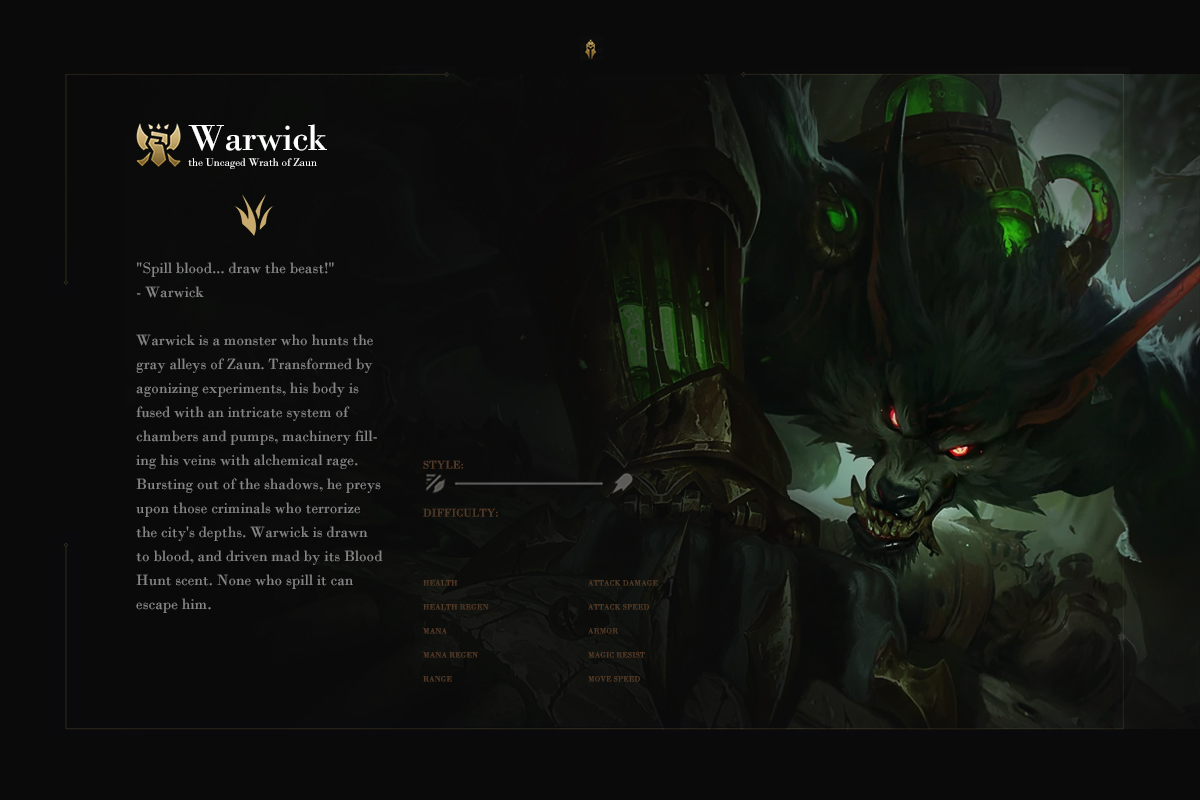 Warwick
the Uncaged Wrath of Zaun
"Spill blood... draw the beast!"
- Warwick
Warwick is a monster who hunts the
gray alleys of Zaun. Transformed by
agonizing experiments, his body is
fused with an intricate system of
chambers and pumps, machinery fill-
ing his veins with alchemical rage.
Bursting out of the shadows, he preys
upon those criminals who terrorize
the city's depths. Warwick is drawn
to blood, and driven mad by its Blood
Hunt scent. None who spill it can
escape him.
STYLE:
DIFFICULTY:
HEALTH
HEALTH REGEN
MANA
MANA REGEN
RANGE
ATTACK DAMAGE
ATTACK SPEED
ARMOR
MAGIC RESIST
MOVE SPEED